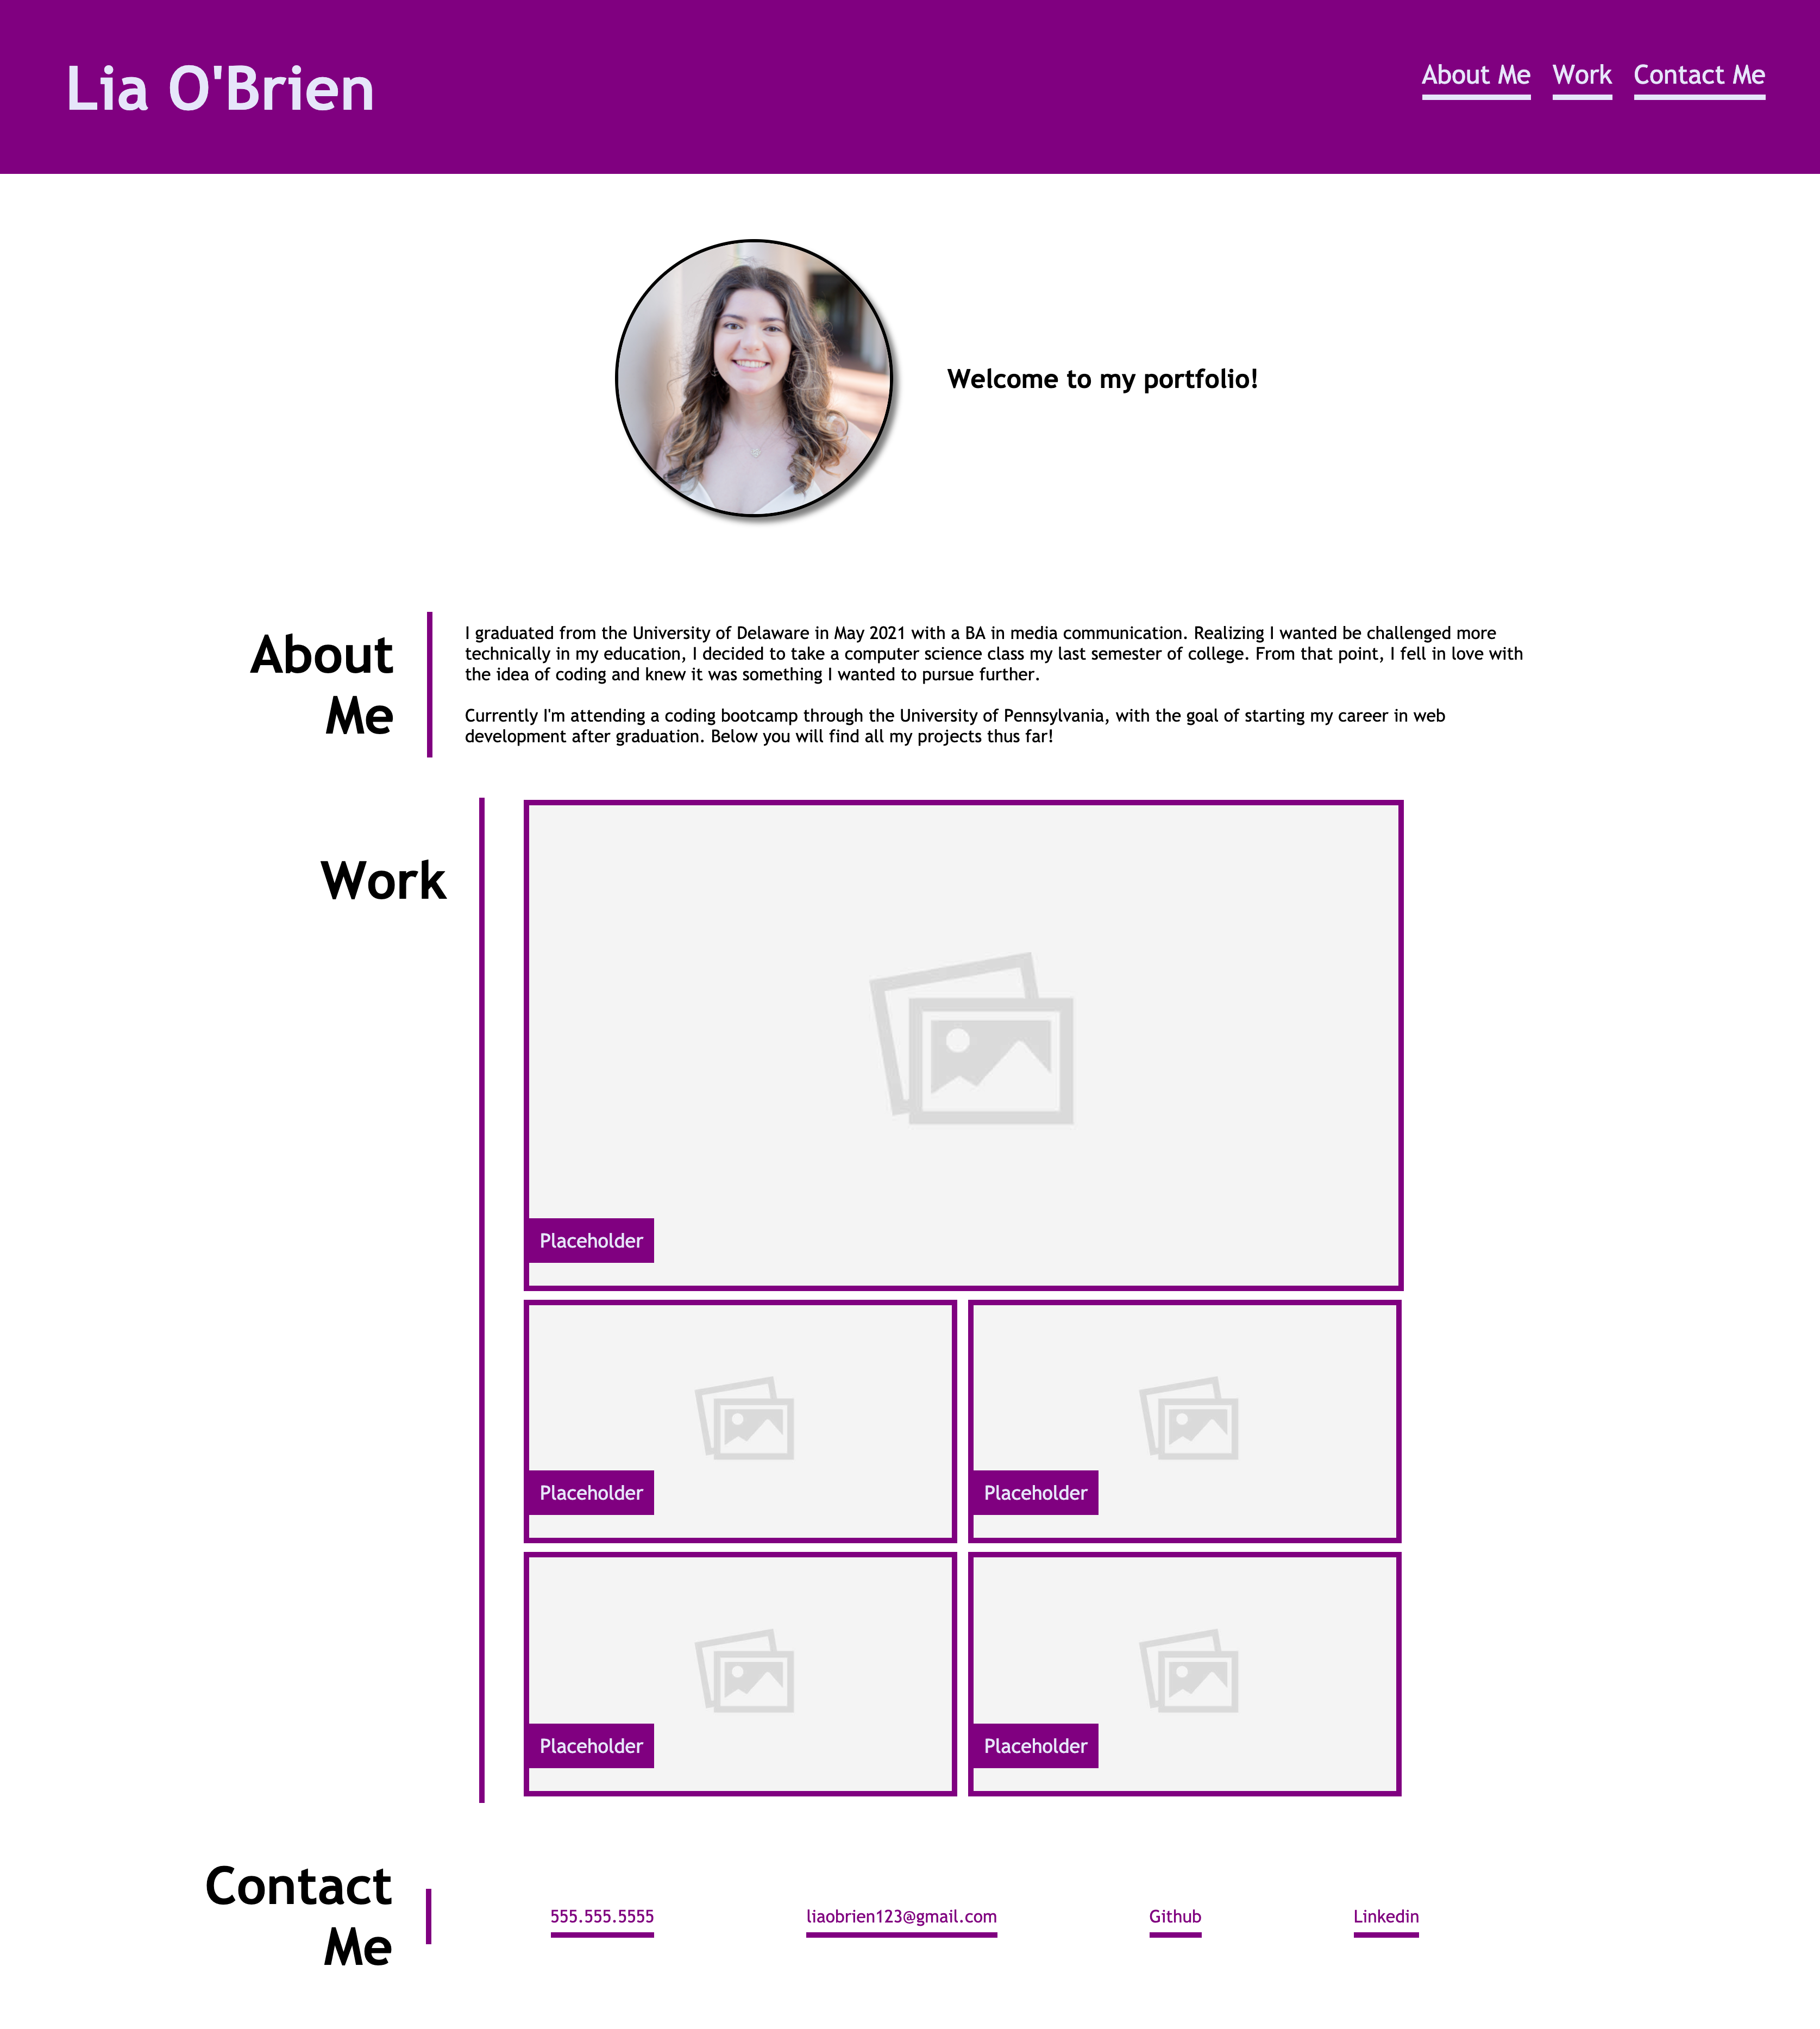 Lia O'Brien
About Me Work Contact Me
Welcome to my portfolio!
About
Me
I graduated from the University of Delaware in May 2021 with a BA in media communication. Realizing I wanted be challenged more
technically in my education, I decided to take a computer science class my last semester of college. From that point, I fell in love with
the idea of coding and knew it was something I wanted to pursue further.
Currently I'm attending a coding bootcamp through the University of Pennsylvania, with the goal of starting my career in web
development after graduation. Below you will find all my projects thus far!
Work
Placeholder
Placeholder
Placeholder
Placeholder
Placeholder
Contact
Me
555.555.5555
liaobrien123@gmail.com
Github
Linkedin